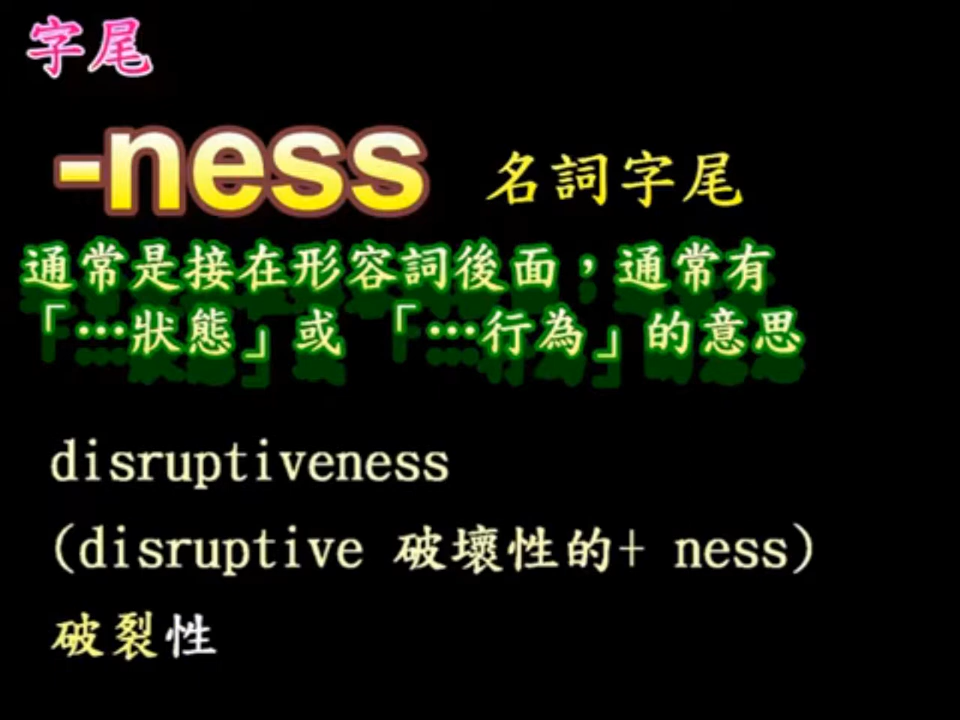 字尾
-ness 名詞字尾
通常是接在形容詞後面，通常有
「…狀態」或 「…行為」的意思
disruptiveness
(disruptive 破壞性的+ ness)
破裂性